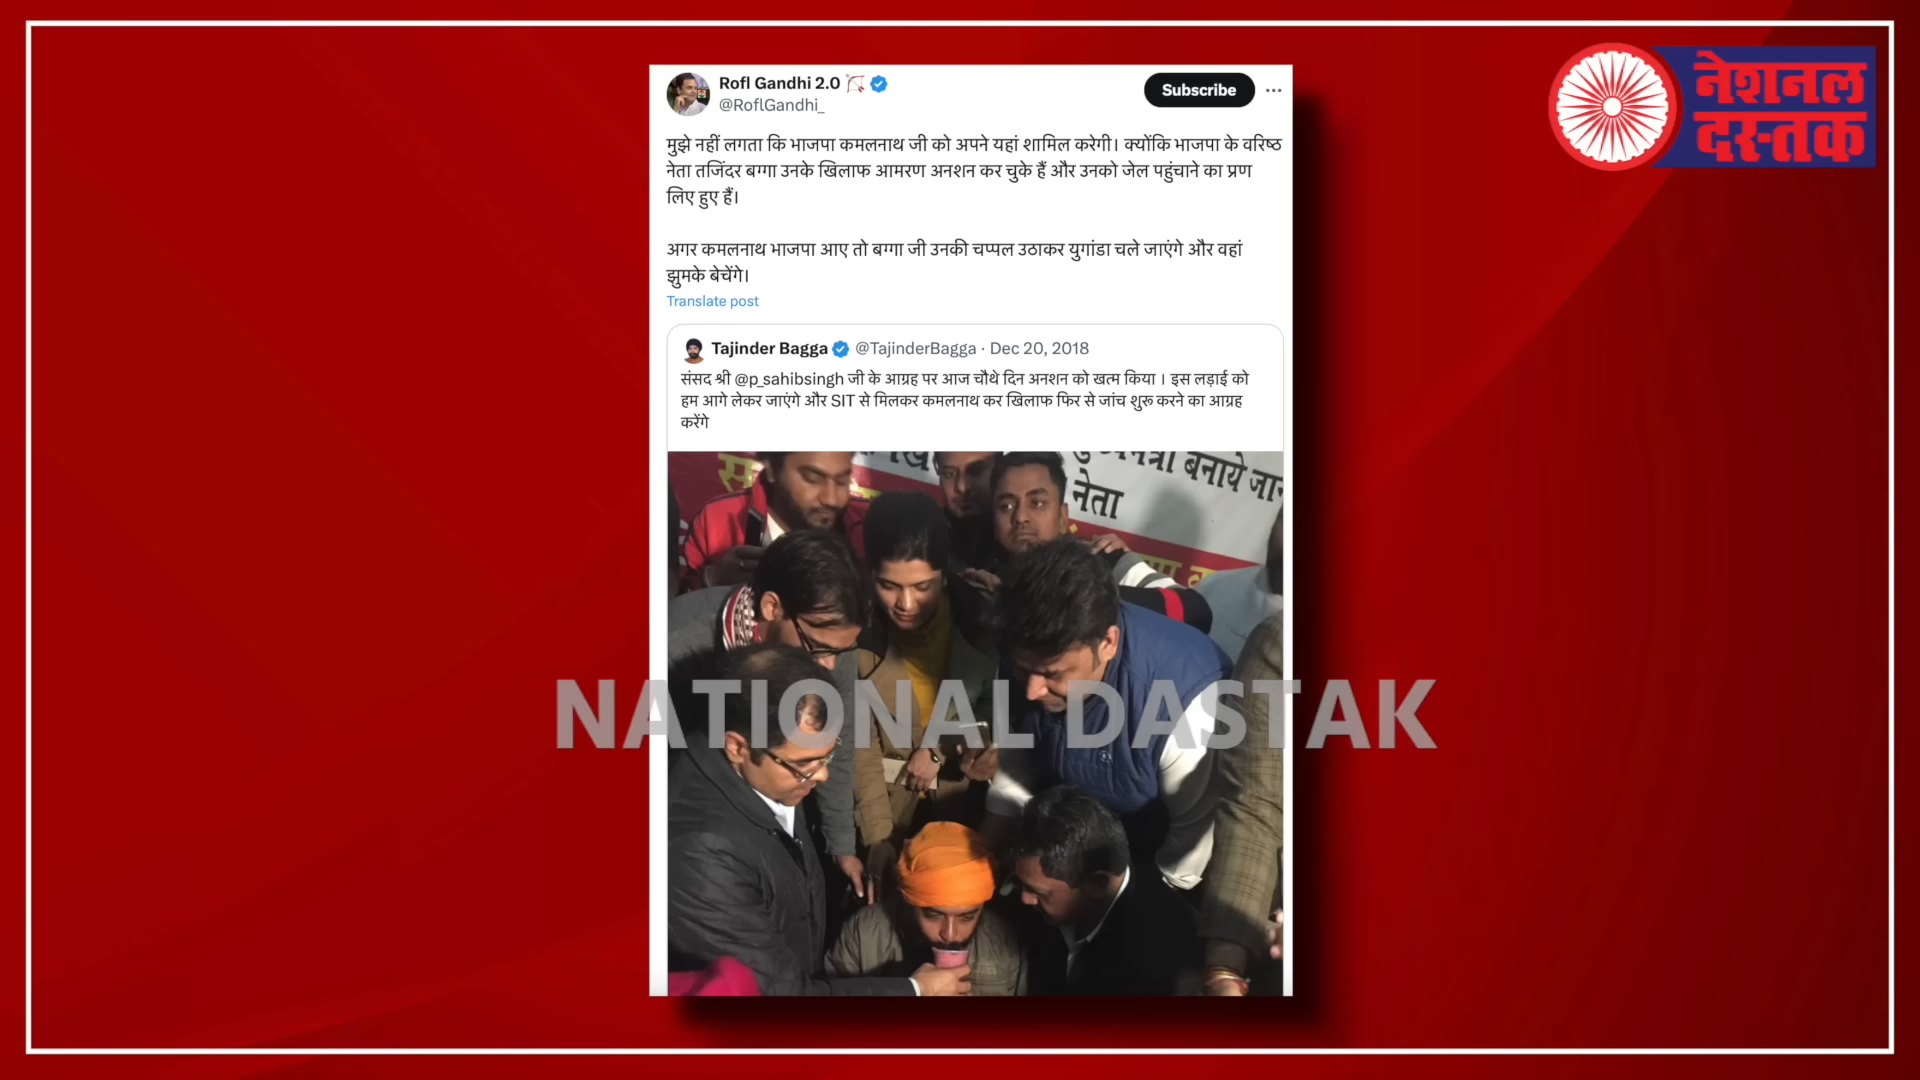 Rofl Gandhi 2.0
@RoflGandhi_
Subscribe
नेशनल
दस्तक
मुझे नहीं लगता कि भाजपा कमलनाथ जी को अपने यहां शामिल करेगी। क्योंकि भाजपा के वरिष्ठ
नेता तजिंदर बग्गा उनके खिलाफ आमरण अनशन कर चुके हैं और उनको जेल पहुंचाने का प्रण
लिए हुए हैं।
अगर कमलनाथ भाजपा आए तो बग्गा जी उनकी चप्पल उठाकर युगांडा चले जाएंगे और वहां
झुमके बेचेंगे।
Translate post
Tajinder Bagga @TajinderBagga · Dec 20, 2018
संसद श्री @p_sahibsingh जी के आग्रह पर आज चौथे दिन अनशन को खत्म किया । इस लड़ाई को
हम आगे लेकर जाएंगे और SIT से मिलकर कमलनाथ कर खिलाफ फिर से जांच शुरू करने का आग्रह
करेंगे
बनाये
नेता
NATIONAL DASTAK